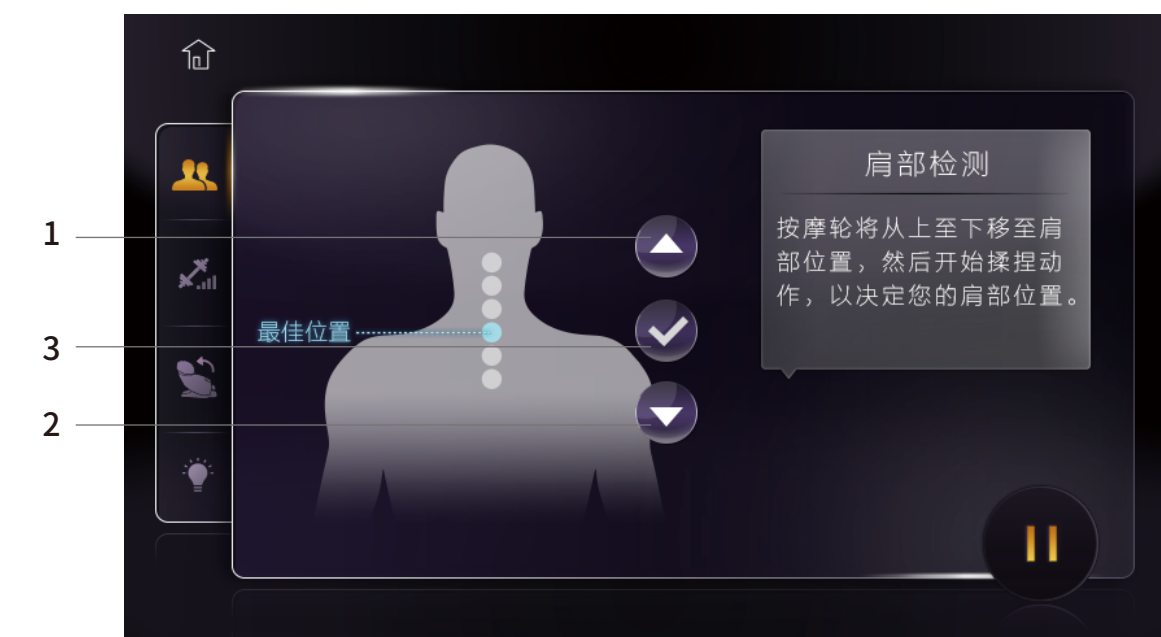 肩部检测
按摩轮将从上至下移至肩
部位置，然后开始揉捏动
作，以决定您的肩部位置。
1
最佳位置
3
2